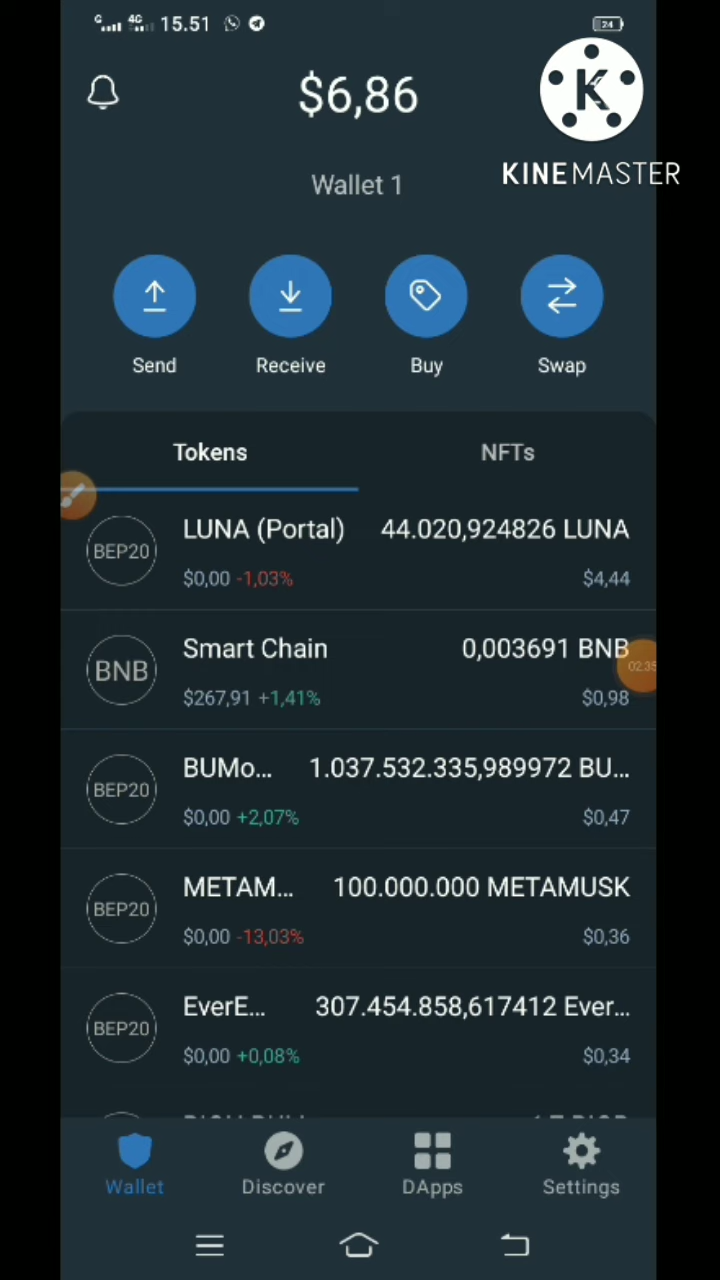 G 4G 15.51 24
$6,86
K
KINEMASTER
Wallet 1
Send Receive Buy Swap
Tokens NFTs
BEP20 LUNA (Portal) 44.020,924826 LUNA
$0,00 -1,03% $4,44
BNB Smart Chain 0,003691 BNB
02:35
$267,91 +1,41% $0,98
BEP20 BUMo... 1.037.532.335,989972 BU...
$0,00 +2,07% $0,47
BEP20 METAM... 100.000.000 METAMUSK
$0,00 -13,03% $0,36
BEP20 EverE... 307.454.858,617412 Ever...
$0,00 +0,08% $0,34
Wallet Discover DApps Settings